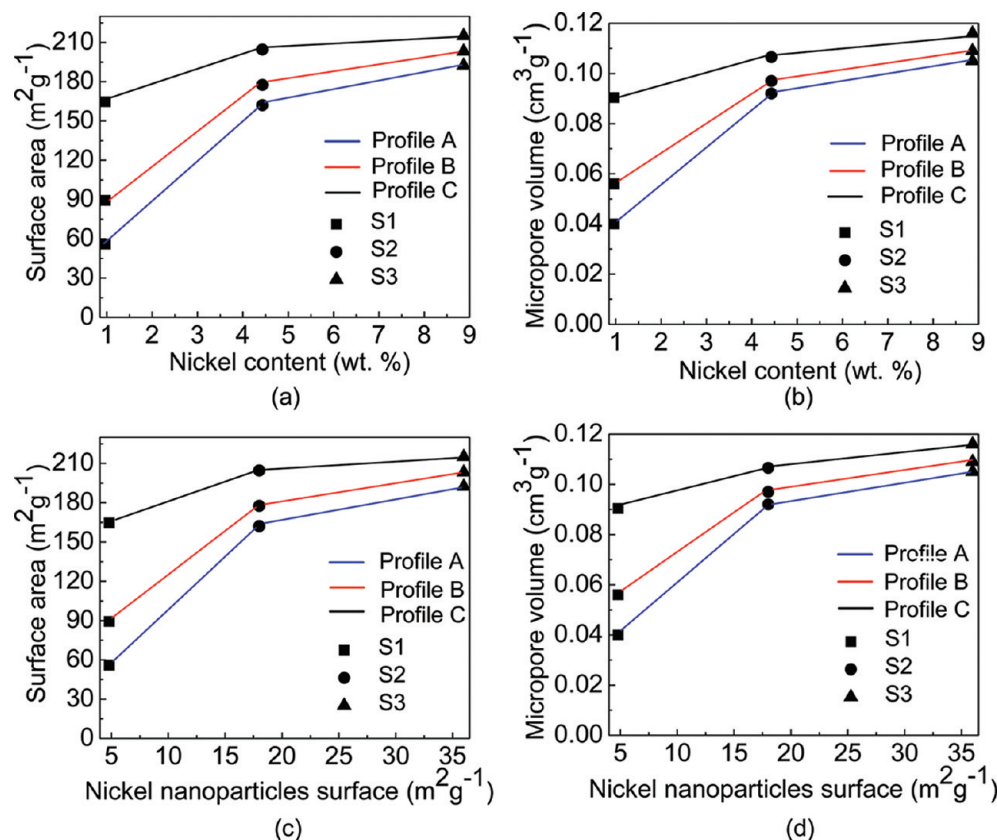 210
180
150
120
90
60
30
0
Surface area (m²g⁻¹)
Profile A
Profile B
Profile C
S1
S2
S3
1 2 3 4 5 6 7 8 9
Nickel content (wt. %)
(a)
0.12
0.10
0.08
0.06
0.04
0.02
0.00
Micropore volume (cm³g⁻¹)
Profile A
Profile B
Profile C
S1
S2
S3
1 2 3 4 5 6 7 8 9
Nickel content (wt. %)
(b)
210
180
150
120
90
60
30
0
Surface area (m²g⁻¹)
Profile A
Profile B
Profile C
S1
S2
S3
5 10 15 20 25 30 35
Nickel nanoparticles surface (m²g⁻¹)
(c)
0.12
0.10
0.08
0.06
0.04
0.02
0.00
Micropore volume (cm³g⁻¹)
Profile A
Profile B
Profile C
S1
S2
S3
5 10 15 20 25 30 35
Nickel nanoparticles surface (m²g⁻¹)
(d)